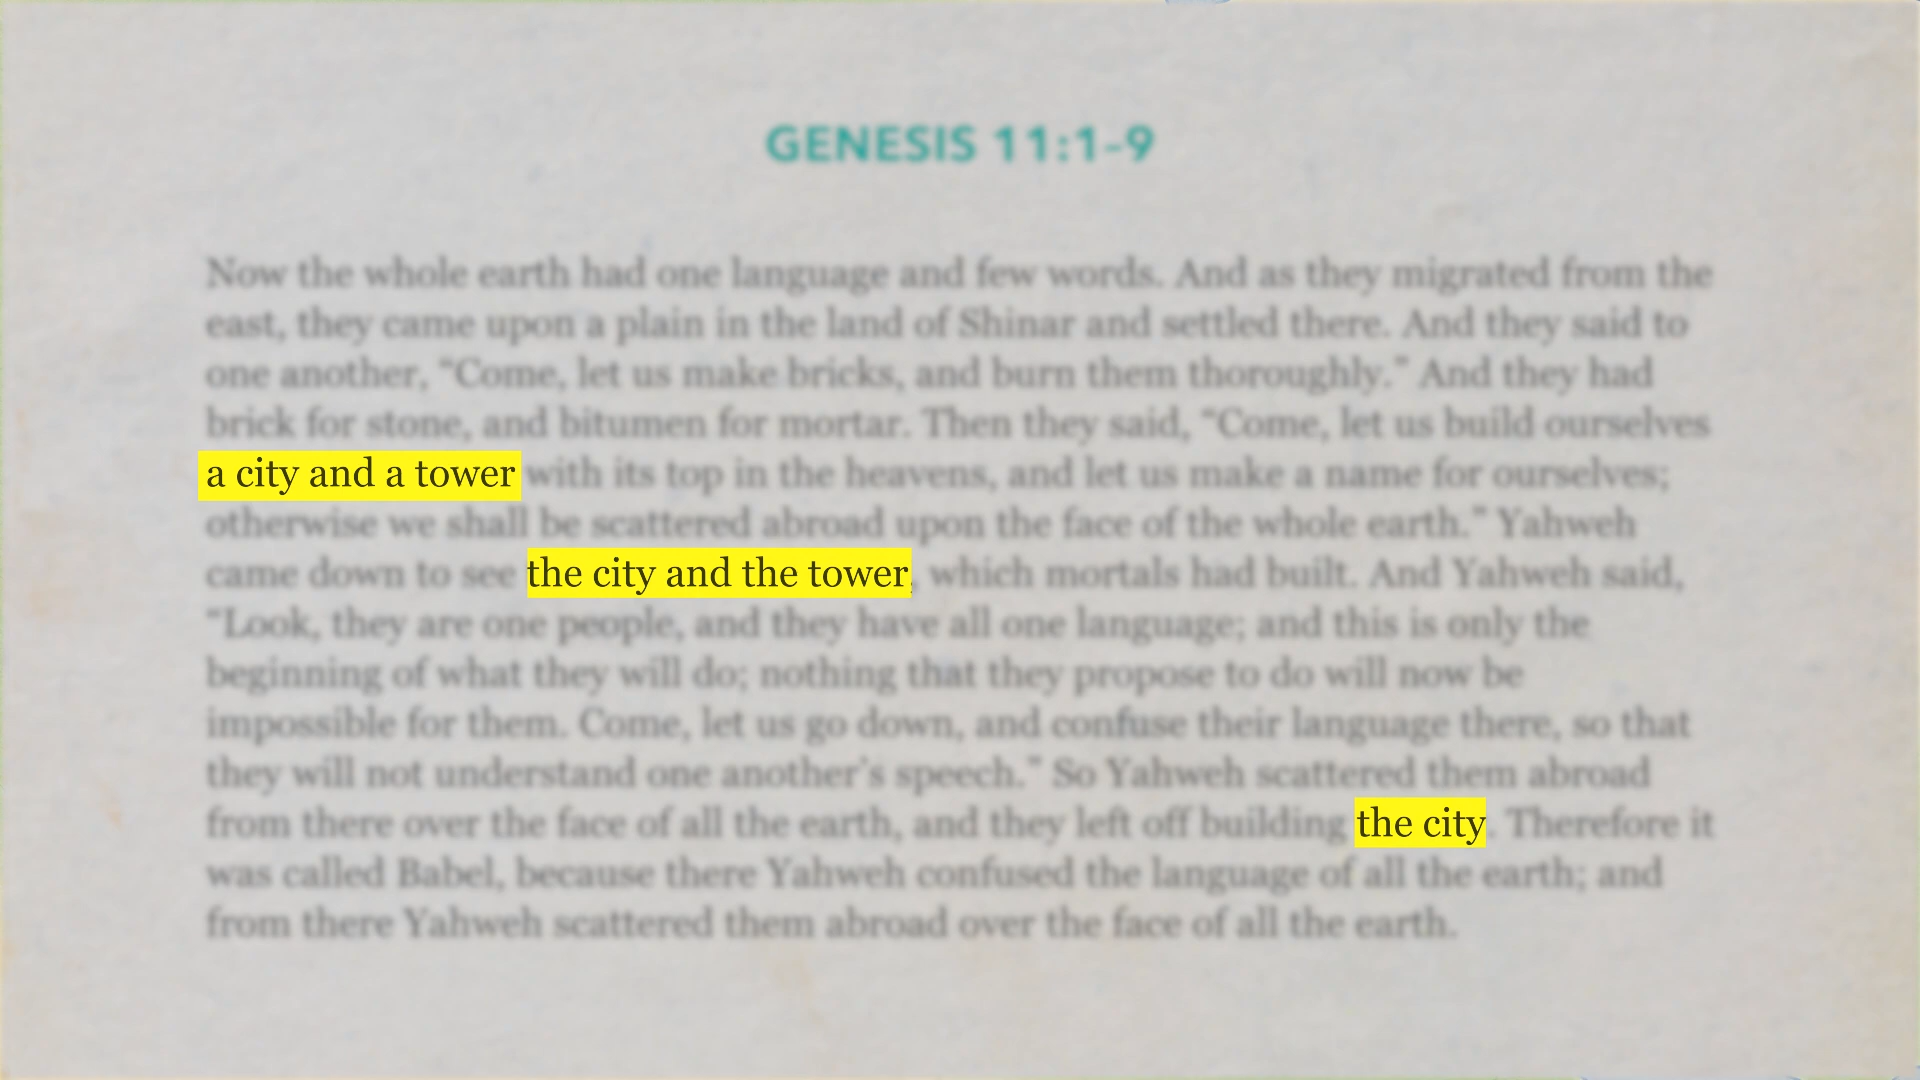 GENESIS 11:1–9
Now the whole earth had one language and few words. And as they migrated from the
east, they came upon a plain in the land of Shinar and settled there. And they said to
one another, “Come, let us make bricks, and burn them thoroughly.” And they had
brick for stone, and bitumen for mortar. Then they said, “Come, let us build ourselves
a city and a tower with its top in the heavens, and let us make a name for ourselves;
otherwise we shall be scattered abroad upon the face of the whole earth.” Yahweh
came down to see the city and the tower, which mortals had built. And Yahweh said,
“Look, they are one people, and they have all one language; and this is only the
beginning of what they will do; nothing that they propose to do will now be
impossible for them. Come, let us go down, and confuse their language there, so that
they will not understand one another’s speech.” So Yahweh scattered them abroad
from there over the face of all the earth, and they left off building the city. Therefore it
was called Babel, because there Yahweh confused the language of all the earth; and
from there Yahweh scattered them abroad over the face of all the earth.